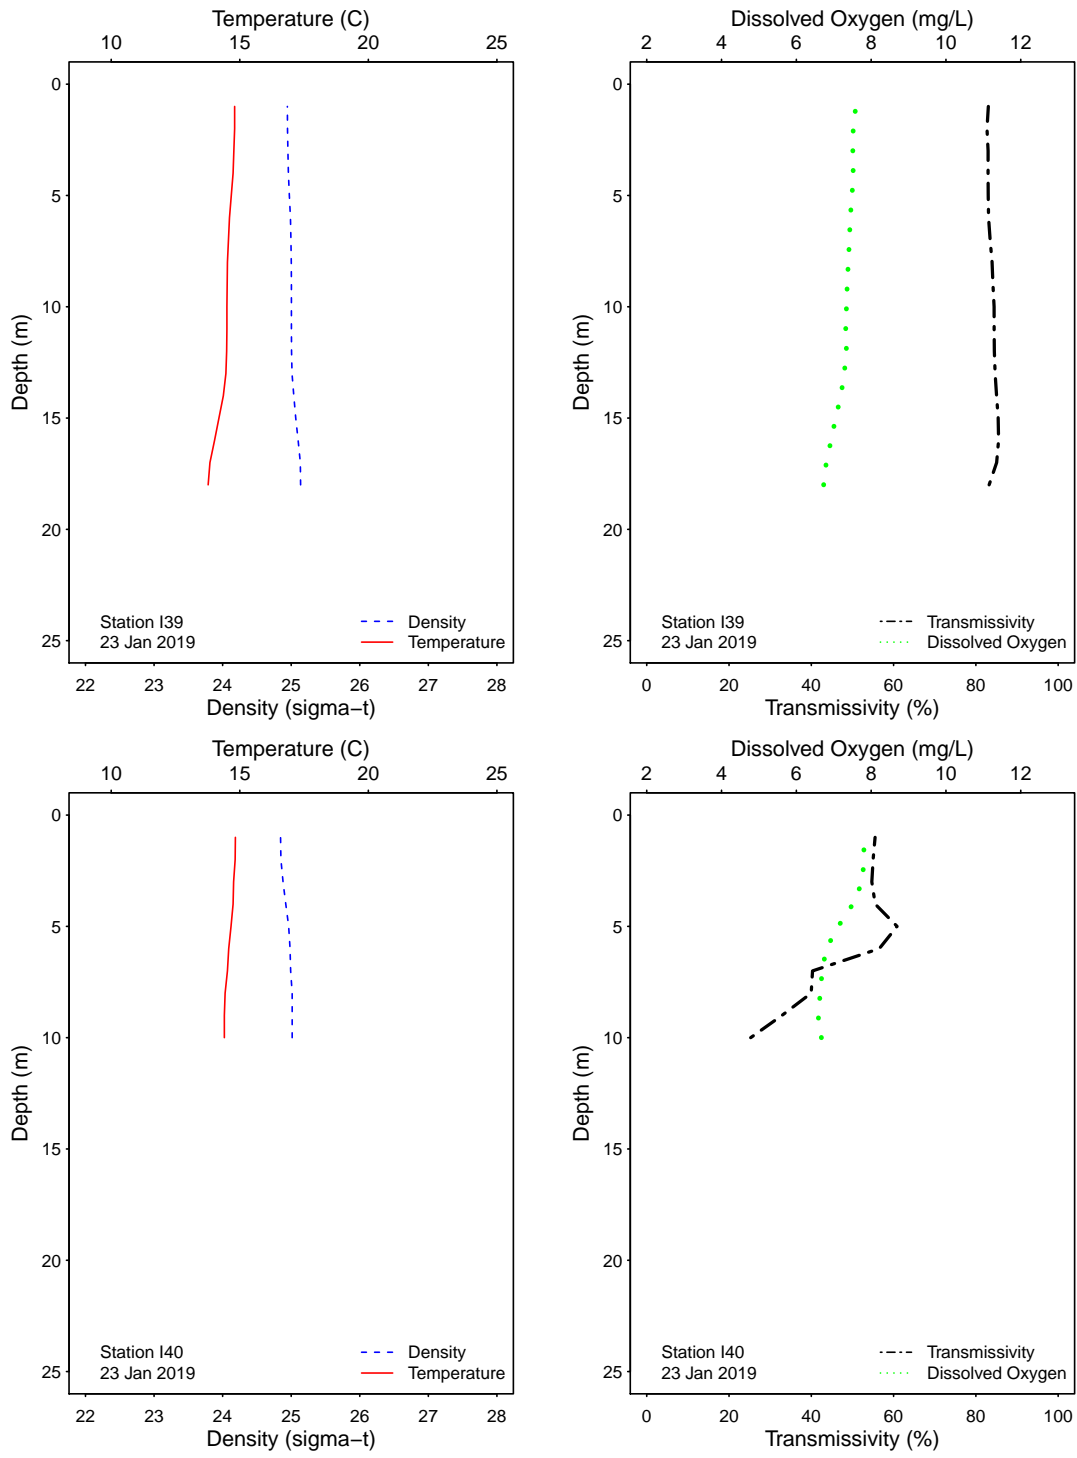 Temperature (C)
10 15 20 25
0
5
10
15
20
25
Depth (m)
Station I39
23 Jan 2019
Density
Temperature
22 23 24 25 26 27 28
Density (sigma−t)
Dissolved Oxygen (mg/L)
2 4 6 8 10 12
0
5
10
15
20
25
Depth (m)
Station I39
23 Jan 2019
Transmissivity
Dissolved Oxygen
0 20 40 60 80 100
Transmissivity (%)
Temperature (C)
10 15 20 25
0
5
10
15
20
25
Depth (m)
Station I40
23 Jan 2019
Density
Temperature
22 23 24 25 26 27 28
Density (sigma−t)
Dissolved Oxygen (mg/L)
2 4 6 8 10 12
0
5
10
15
20
25
Depth (m)
Station I40
23 Jan 2019
Transmissivity
Dissolved Oxygen
0 20 40 60 80 100
Transmissivity (%)